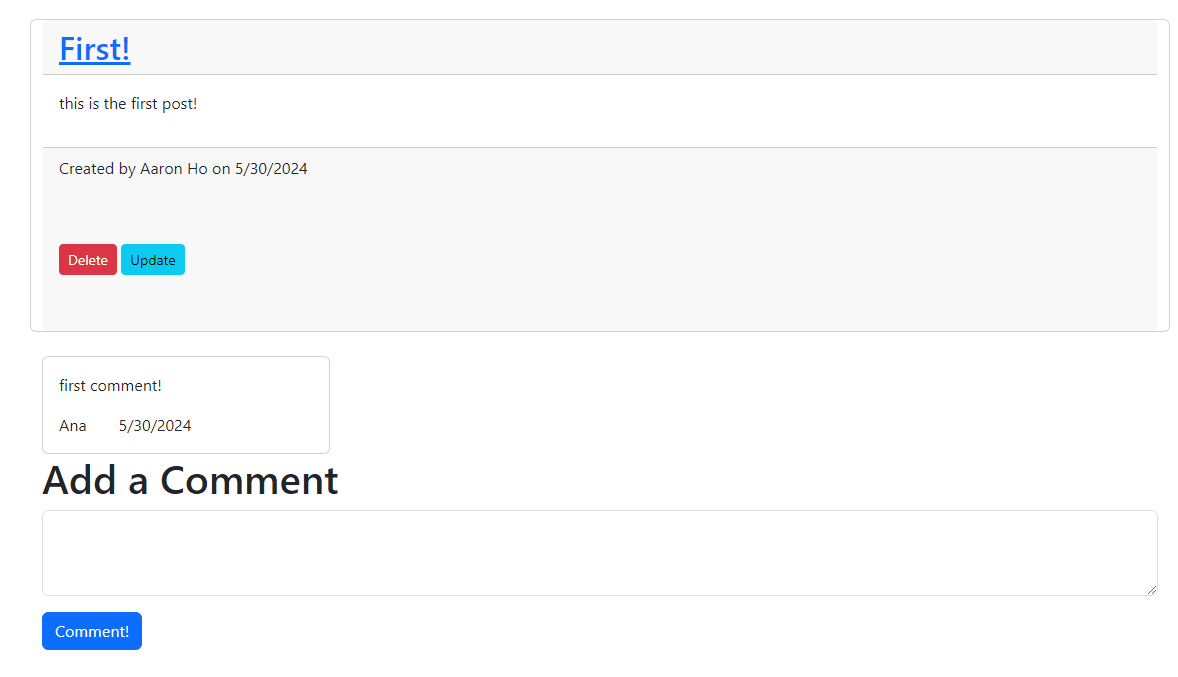 First!
this is the first post!
Created by Aaron Ho on 5/30/2024
Delete Update
first comment!
Ana 5/30/2024
Add a Comment
Comment!